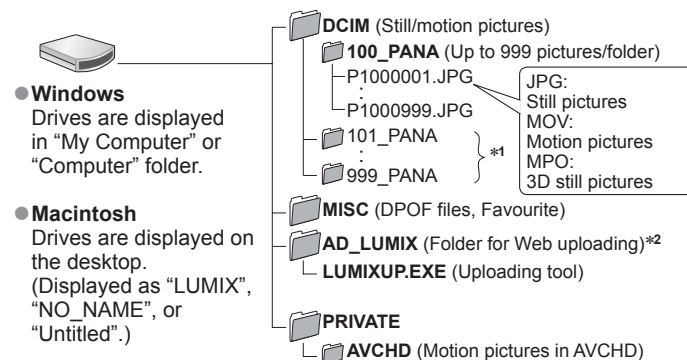 ●Windows
Drives are displayed
in “My Computer” or
“Computer” folder.
●Macintosh
Drives are displayed on
the desktop.
(Displayed as “LUMIX”,
“NO_NAME”, or
“Untitled”.)
DCIM (Still/motion pictures)
100_PANA (Up to 999 pictures/folder)
P1000001.JPG
:
P1000999.JPG
101_PANA
:
999_PANA
*1
JPG:
Still pictures
MOV:
Motion pictures
MPO:
3D still pictures
MISC (DPOF files, Favourite)
AD_LUMIX (Folder for Web uploading)*2
LUMIXUP.EXE (Uploading tool)
PRIVATE
AVCHD (Motion pictures in AVCHD)